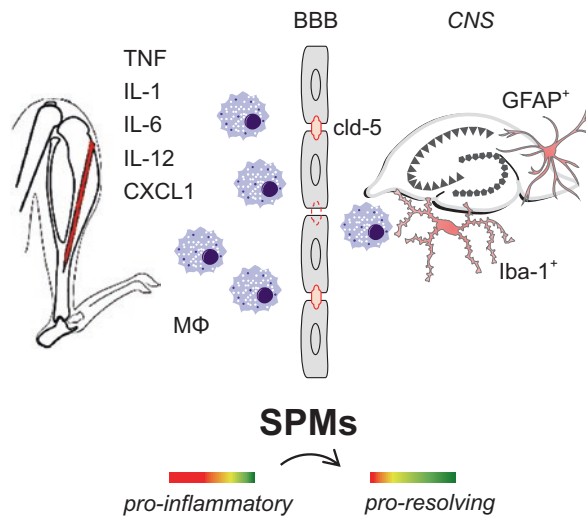 BBB
CNS
TNF
IL-1
IL-6
IL-12
CXCL1
cld-5
GFAP+
Iba-1+
MΦ
SPMs
pro-inflammatory
pro-resolving